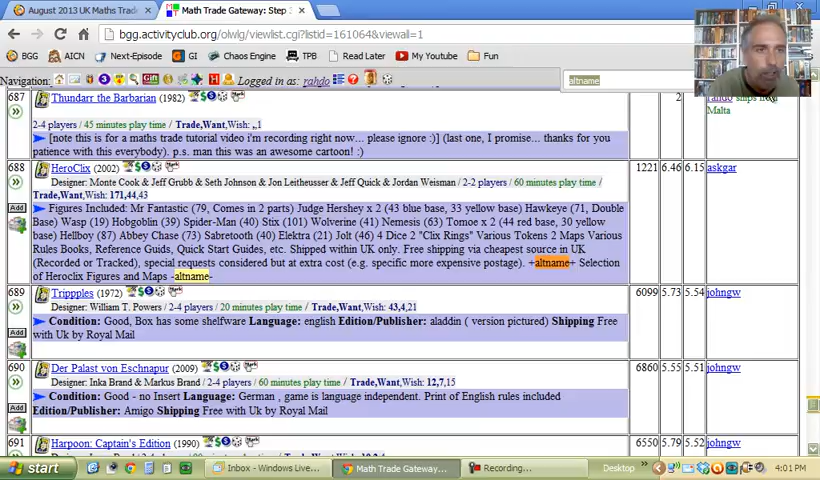 August 2013 UK Maths Trad
Math Trade Gateway: Step 3
bgg.activityclub.org/olwlg/viewlist.cgi?listid=161064&viewall=1
BGG AICN Next-Episode GI Chaos Engine TPB Read Later My Youtube Fun
Navigation: Logged in as: rahdo altname
687 Thundarr the Barbarian (1982) 2 rahdo ships from
Malta
2-4 players / 45 minutes play time / Trade,Want,Wish: ,,1
[note this is for a maths trade tutorial video i'm recording right now... please ignore :)] (last one, I promise... thanks for you
patience with this everybody). p.s. man this was an awesome cartoon! :)
688 HeroClix (2002) 1221 6.46 6.15 askgar
Designer: Monte Cook & Jeff Grubb & Seth Johnson & Jon Leitheusser & Jeff Quick & Jordan Weisman / 2-2 players / 60 minutes play time /
Trade,Want,Wish: 171,44,43
Add Figures Included: Mr Fantastic (79, Comes in 2 parts) Judge Hershey x 2 (43 blue base, 33 yellow base) Hawkeye (71, Double
Base) Wasp (19) Hobgoblin (39) Spider-Man (40) Stix (101) Wolverine (41) Nemesis (63) Tomoex x 2 (44 red base, 30 yellow
base) Hellboy (87) Abbey Chase (73) Sabretooth (40) Elektra (21) Jolt (46) 4 Dice 2 "Clix Rings" Various Tokens 2 Maps Various
Rules Books, Reference Guides, Quick Start Guides, etc. Shipped within UK only. Free shipping via cheapest source in UK
(Recorded or Tracked), special requests considered but at extra cost (e.g. specific more expensive postage). +altname+ Selection
of Heroclix Figures and Maps -altname-
689 Trippples (1972) 6099 5.73 5.54 johngw
Designer: William T. Powers / 2-4 players / 20 minutes play time / Trade,Want,Wish: 43,4,21
Condition: Good, Box has some shelfware Language: english Edition/Publisher: aladdin ( version pictured) Shipping Free
Add with Uk by Royal Mail
690 Der Palast von Eschnapur (2009) 6860 5.55 5.51 johngw
Designer: Inka Brand & Markus Brand / 2-4 players / 60 minutes play time / Trade,Want,Wish: 12,7,15
Condition: Good - no Insert Language: German , game is language independent. Print of English rules included
Add Edition/Publisher: Amigo Shipping Free with Uk by Royal Mail
691 Harpoon: Captain's Edition (1990) 6550 5.79 5.52 johngw
start Inbox - Windows Live... Math Trade Gateway:... Recording... Desktop 4:01 PM